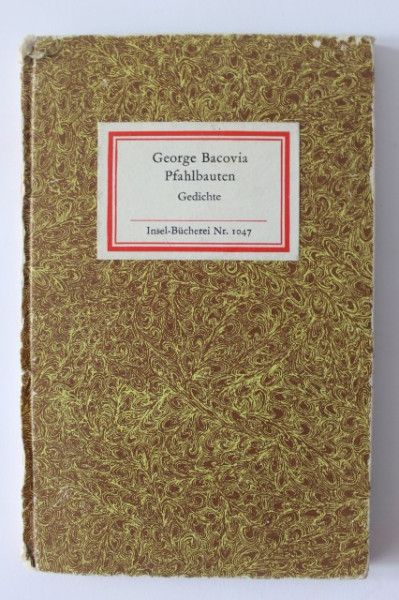 George Bacovia
Pfahlbauten
Gedichte
Insel-Bücherei Nr. 1047